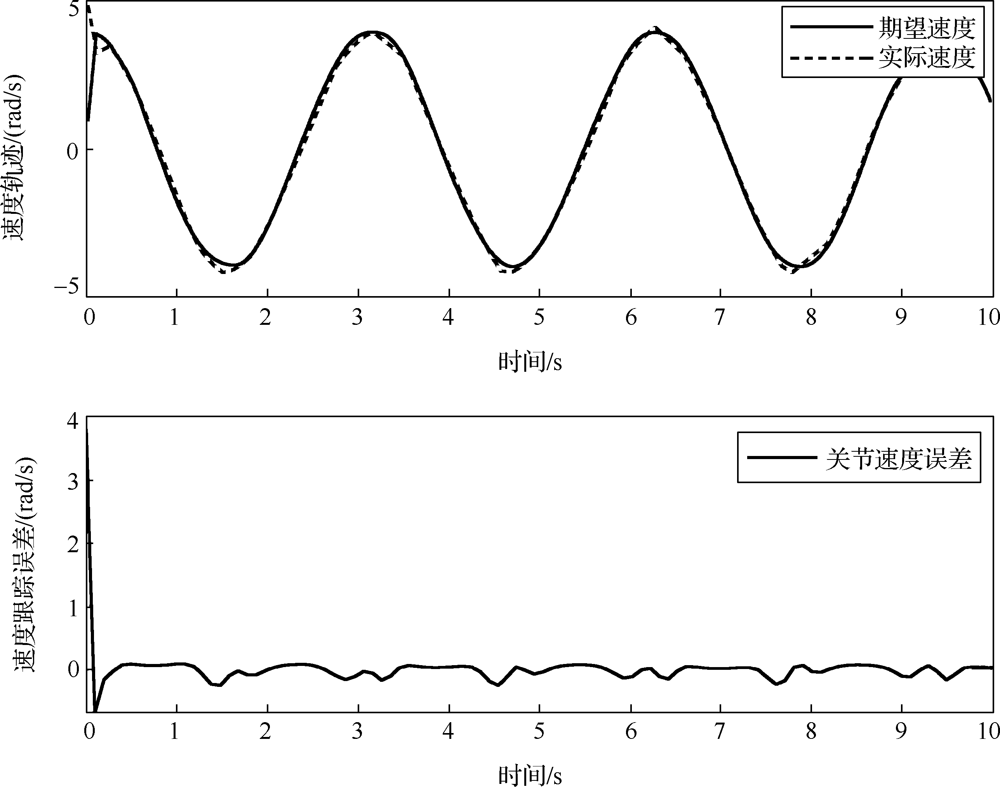 5
0
−5
速度轨迹/(rad/s)
期望速度
实际速度
0 1 2 3 4 5 6 7 8 9 10
时间/s
4
3
2
1
0
速度跟踪误差/(rad/s)
关节速度误差
0 1 2 3 4 5 6 7 8 9 10
时间/s